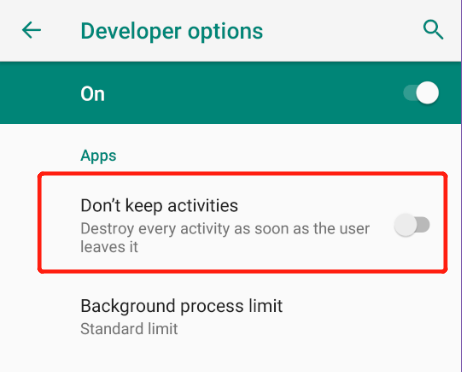 Developer options
On
Apps
Don't keep activities
Destroy every activity as soon as the user
leaves it
Background process limit
Standard limit